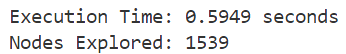 Execution Time: 0.5949 seconds
Nodes Explored: 1539